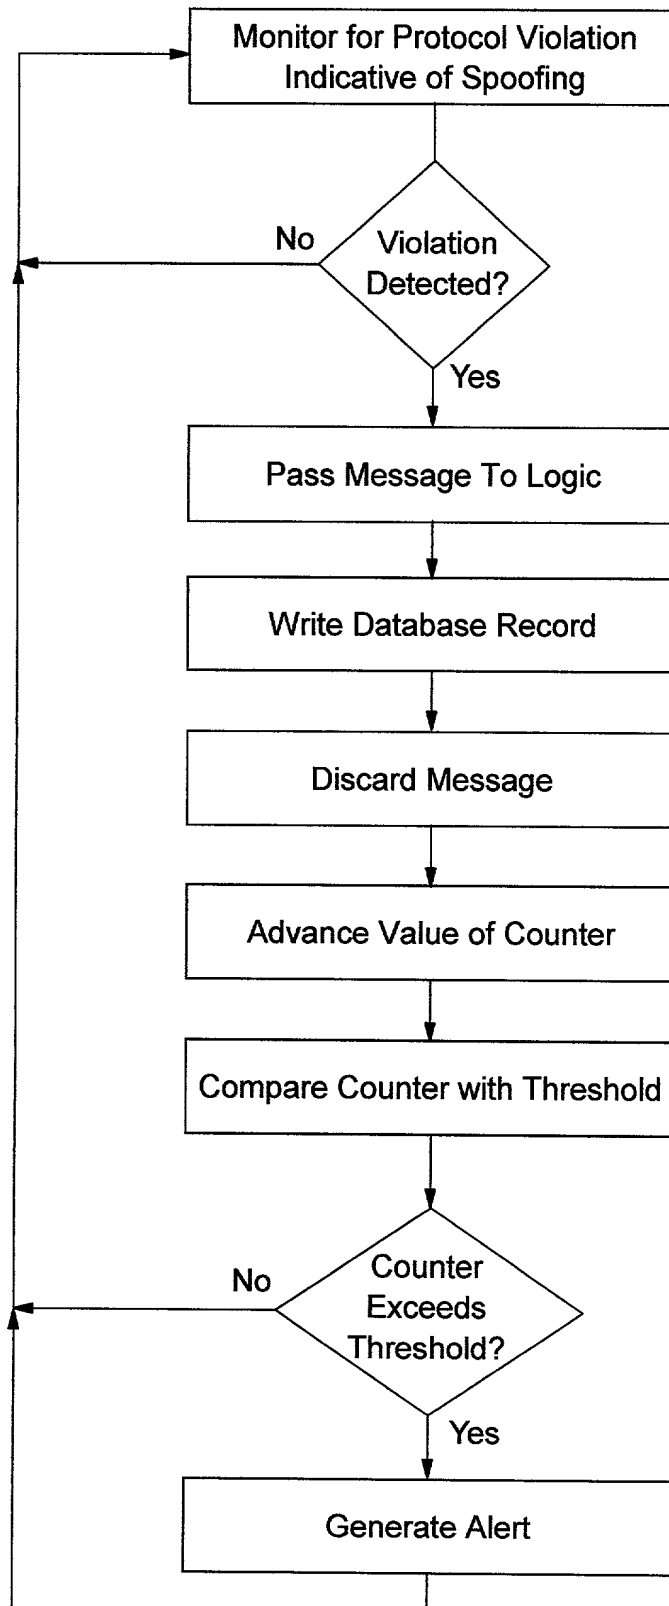 Monitor for Protocol Violation
Indicative of Spoofing
No
Violation
Detected?
Yes
Pass Message To Logic
Write Database Record
Discard Message
Advance Value of Counter
Compare Counter with Threshold
No
Counter
Exceeds
Threshold?
Yes
Generate Alert